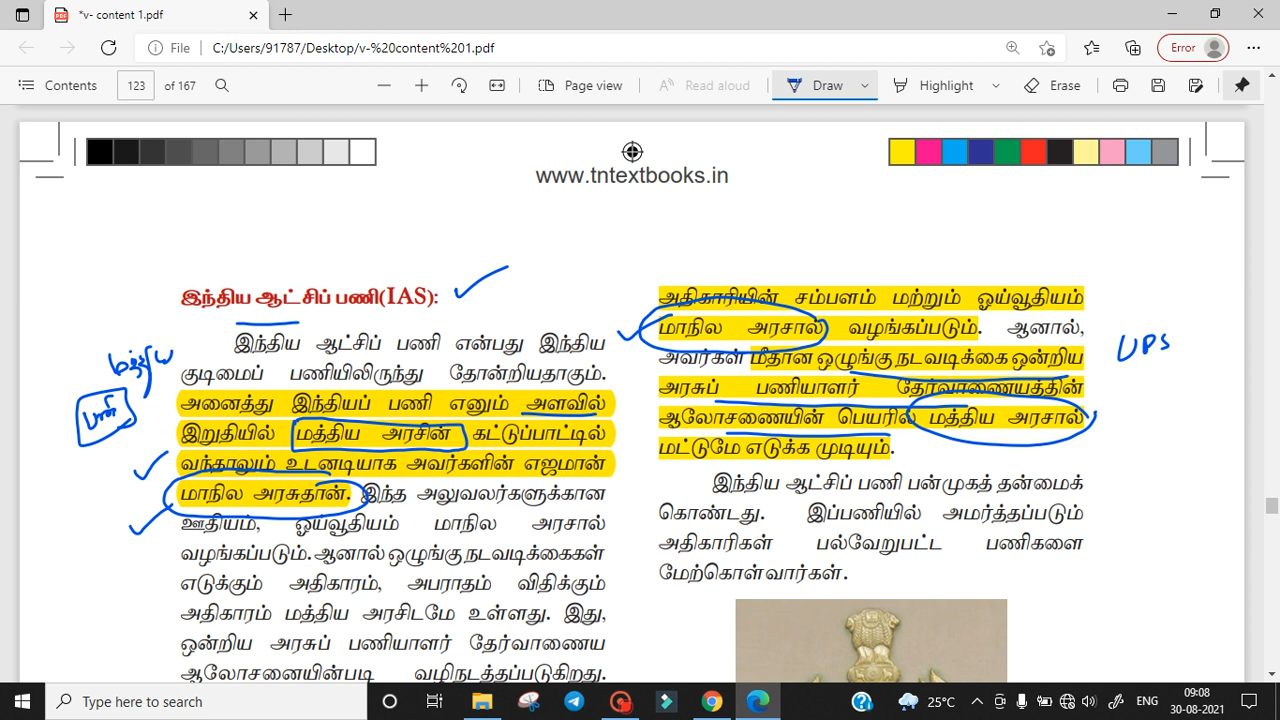 *v- content 1.pdf
File C:/Users/91787/Desktop/v-%20content%201.pdf
Error
Contents 123 of 167 Page view Read aloud Draw Highlight Erase
www.tntextbooks.in
இந்திய ஆட்சிப் பணி(IAS):
இந்திய ஆட்சிப் பணி என்பது இந்திய
குடிமைப் பணியிலிருந்து தோன்றியதாகும்.
அனைத்து இந்தியப் பணி எனும் அளவில்
இறுதியில் மத்திய அரசின் கட்டுப்பாட்டில்
வந்தாலும் உடனடியாக அவர்களின் எஜமான்
மாநில அரசுதான். இந்த அலுவலர்களுக்கான
ஊதியம், ஓய்வூதியம் மாநில அரசால்
வழங்கப்படும். ஆனால் ஒழுங்கு நடவடிக்கைகள்
எடுக்கும் அதிகாரம், அபராதம் விதிக்கும்
அதிகாரம் மத்திய அரசிடமே உள்ளது. இது,
ஒன்றிய அரசுப் பணியாளர் தேர்வாணைய
ஆலோசனையின்படி வழிநடத்தப்படுகிறது.
மத்திய
அதிகாரியின் சம்பளம் மற்றும் ஓய்வூதியம்
மாநில அரசால் வழங்கப்படும். ஆனால்,
அவர்கள் மீதான ஒழுங்கு நடவடிக்கை ஒன்றிய
அரசுப் பணியாளர் தேர்வாணையத்தின்
ஆலோசணையின் பெயரில் மத்திய அரசால்
மட்டுமே எடுக்க முடியும்.
UPS
இந்திய ஆட்சிப் பணி பன்முகத் தன்மைக்
கொண்டது. இப்பணியில் அமர்த்தப்படும்
அதிகாரிகள் பல்வேறுபட்ட பணிகளை
மேற்கொள்வார்கள்.
Type here to search
25°C ENG 09:08
30-08-2021